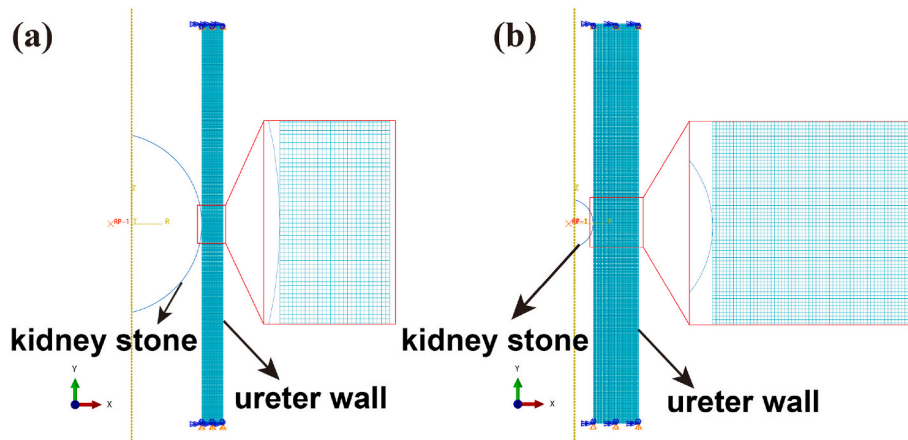 (a)
Z
RP-1
R
kidney stone
ureter wall
Y
X
(b)
Z
RP-1
R
kidney stone
ureter wall
Y
X